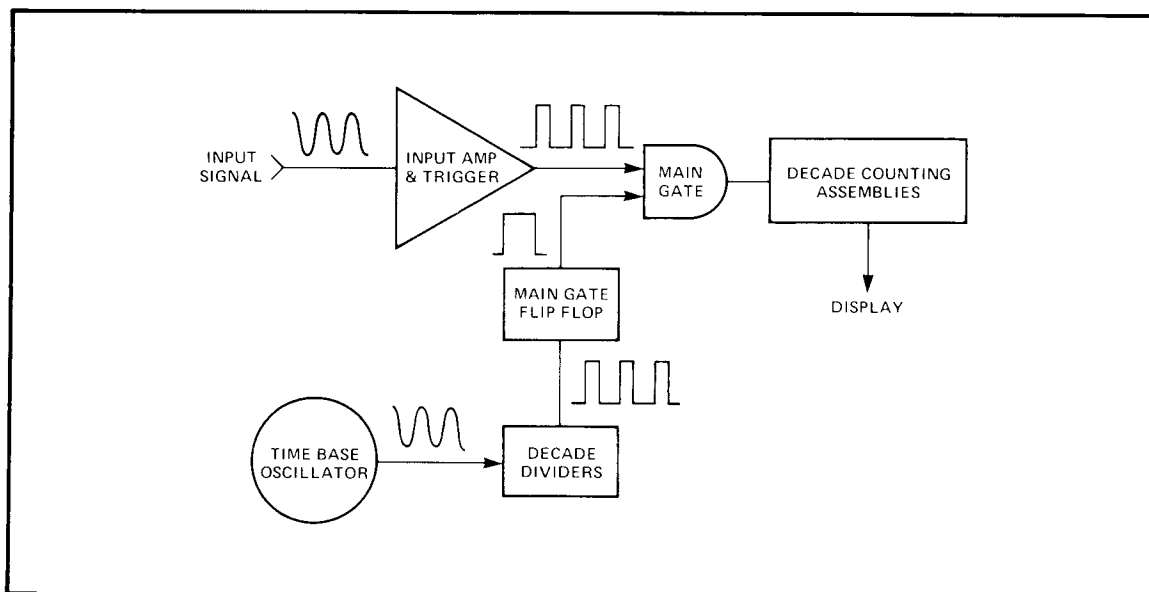 INPUT
SIGNAL
INPUT AMP
& TRIGGER
MAIN
GATE
DECADE COUNTING
ASSEMBLIES
MAIN GATE
FLIP FLOP
DISPLAY
TIME BASE
OSCILLATOR
DECADE
DIVIDERS